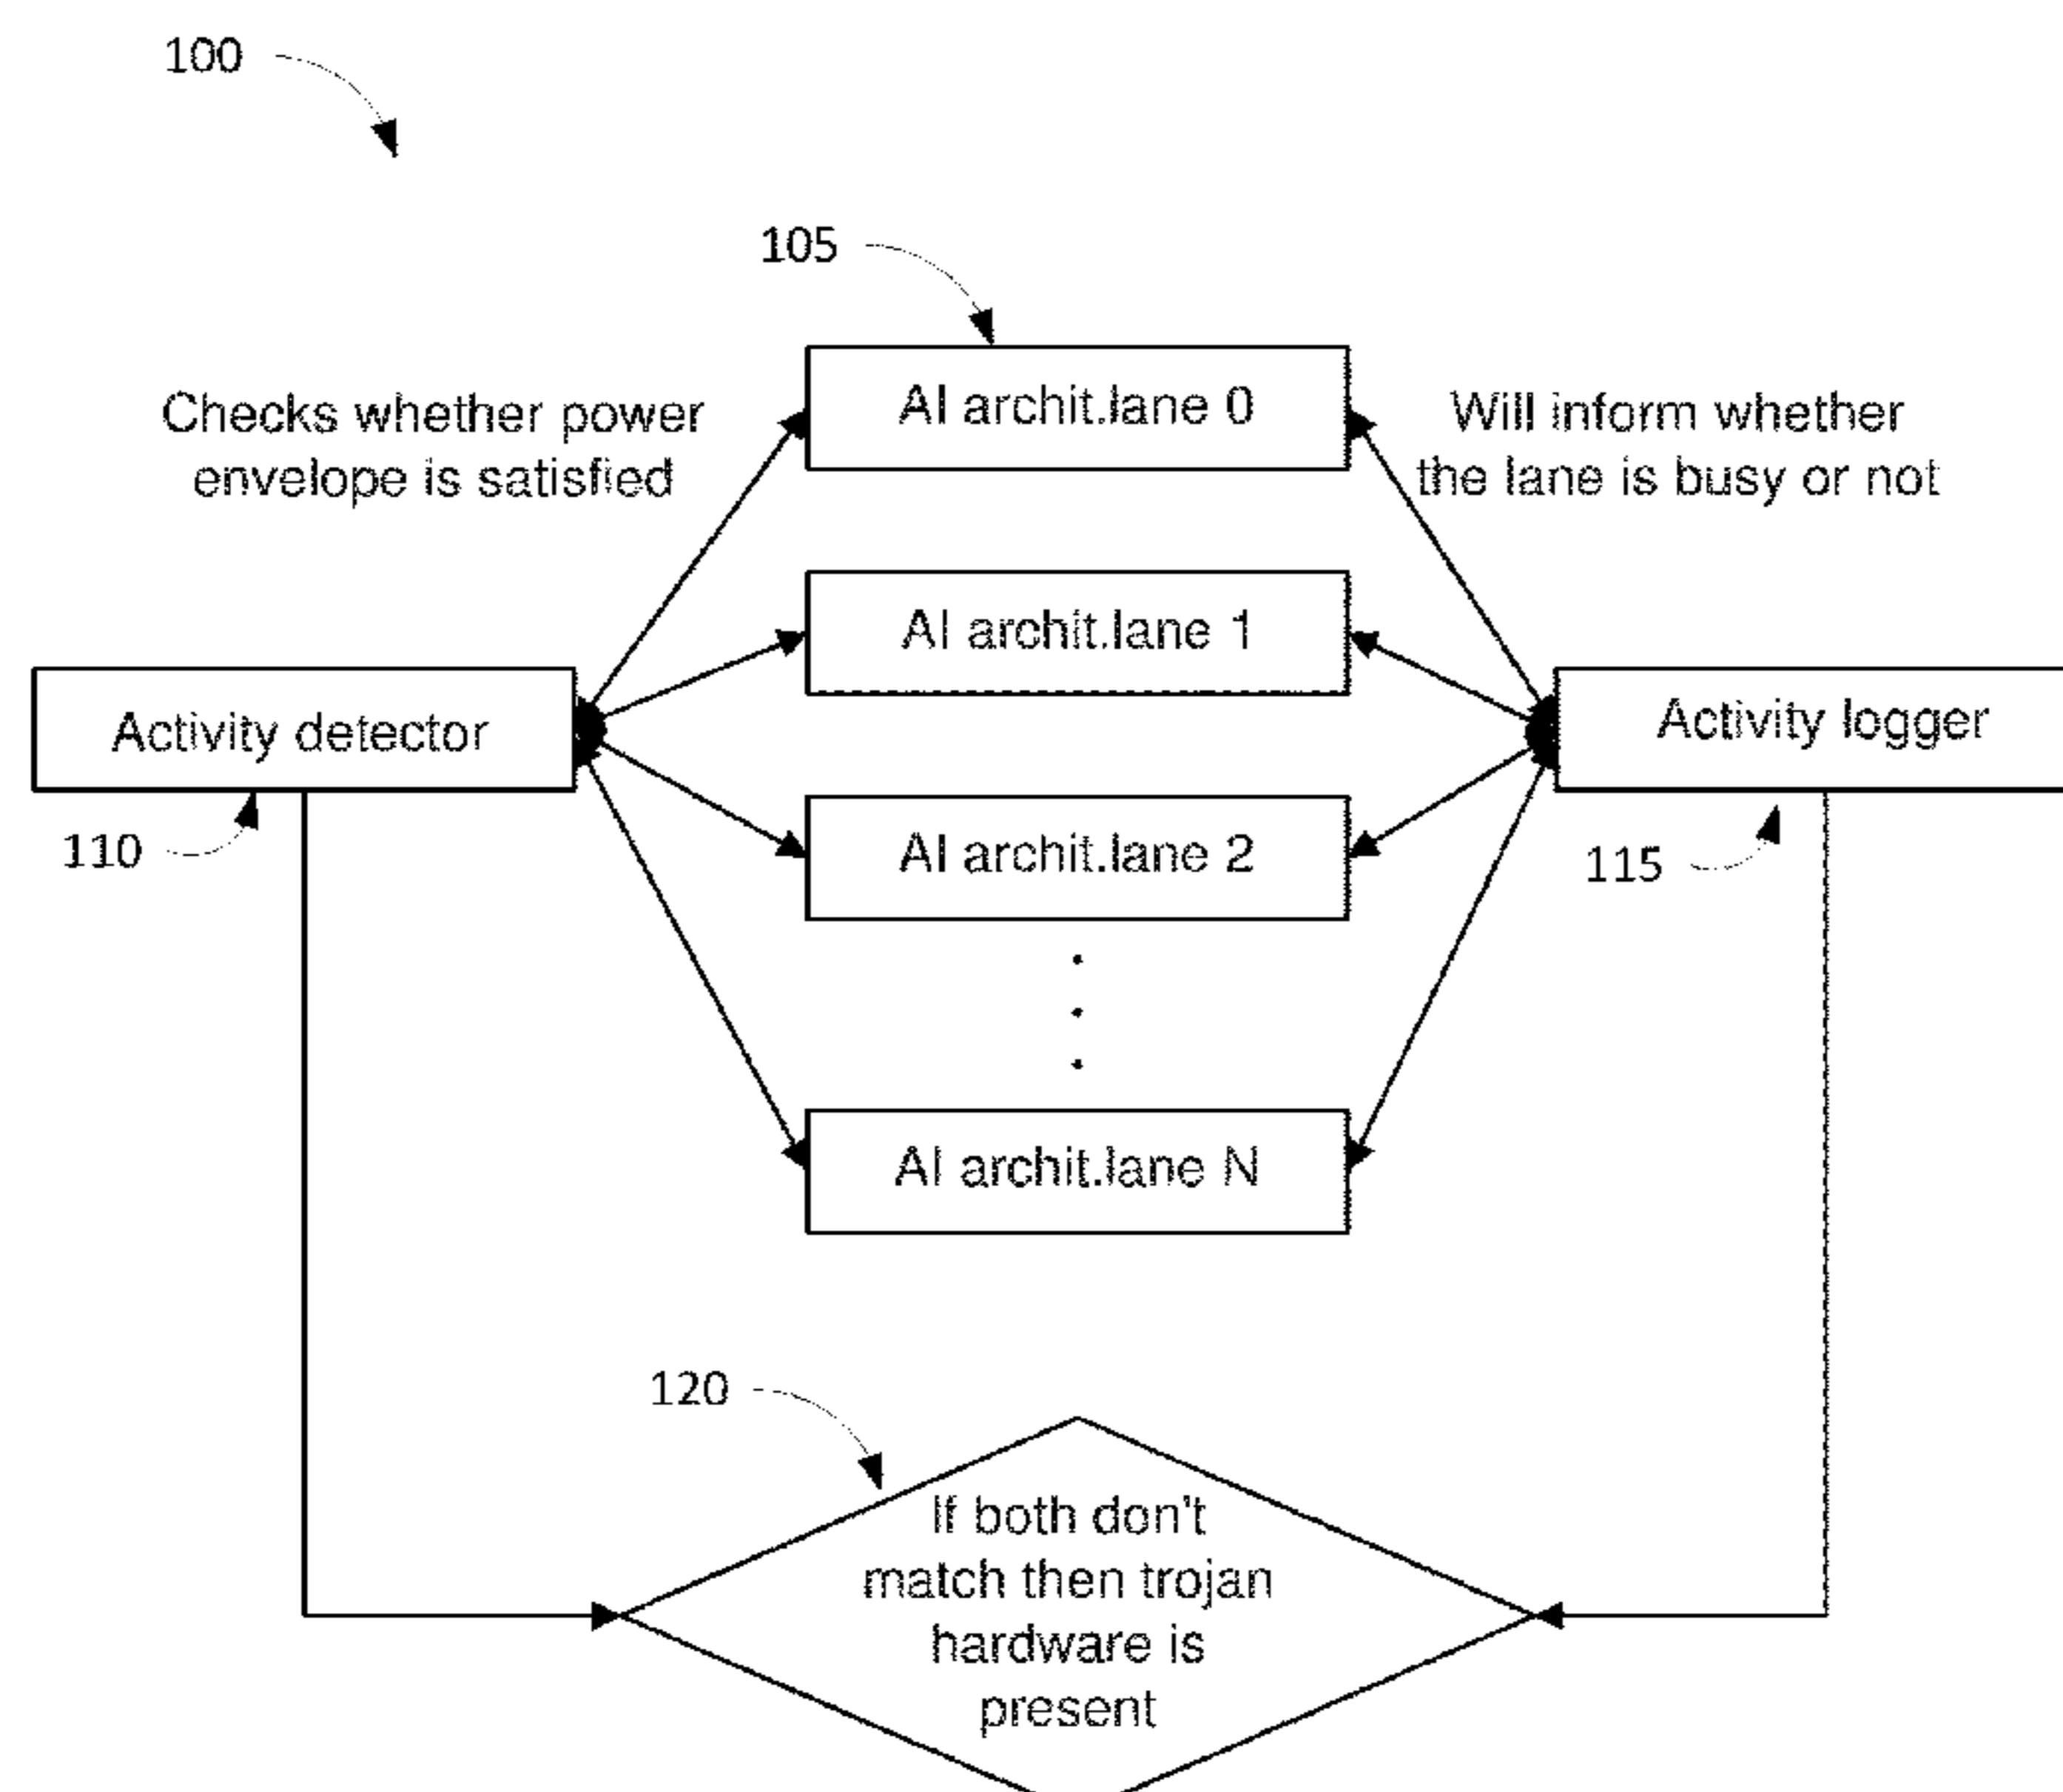 100
105
Checks whether power
envelope is satisfied
AI archit.lane 0
Will inform whether
the lane is busy or not
AI archit.lane 1
Activity detector
Activity logger
110
AI archit.lane 2
115
AI archit.lane N
120
If both don't
match then trojan
hardware is
present